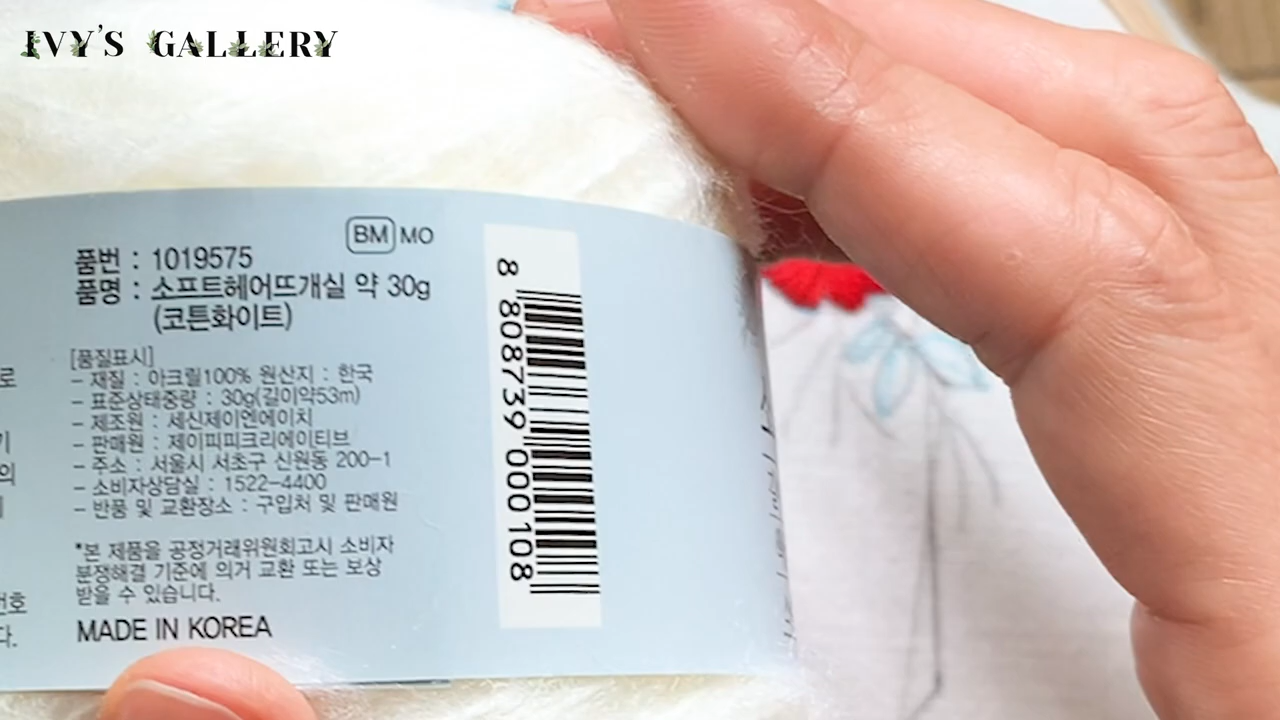 IVY'S GALLERY
BM MO
품번 : 1019575
품명 : 소프트헤어뜨개실 약 30g
(코튼화이트)
[품질표시]
- 재질 : 아크릴100% 원산지 : 한국
- 표준상태중량 : 30g(길이약53m)
- 제조원 : 세신제이엔에이치
- 판매원 : 제이피피크리에이티브
- 주소 : 서울시 서초구 신원동 200-1
- 소비자상담실 : 1522-4400
- 반품 및 교환장소 : 구입처 및 판매원
*본 제품을 공정거래위원회고시 소비자
분쟁해결 기준에 의거 교환 또는 보상
받을 수 있습니다.
MADE IN KOREA
8 808739 000108
로
기
의
번호
다.